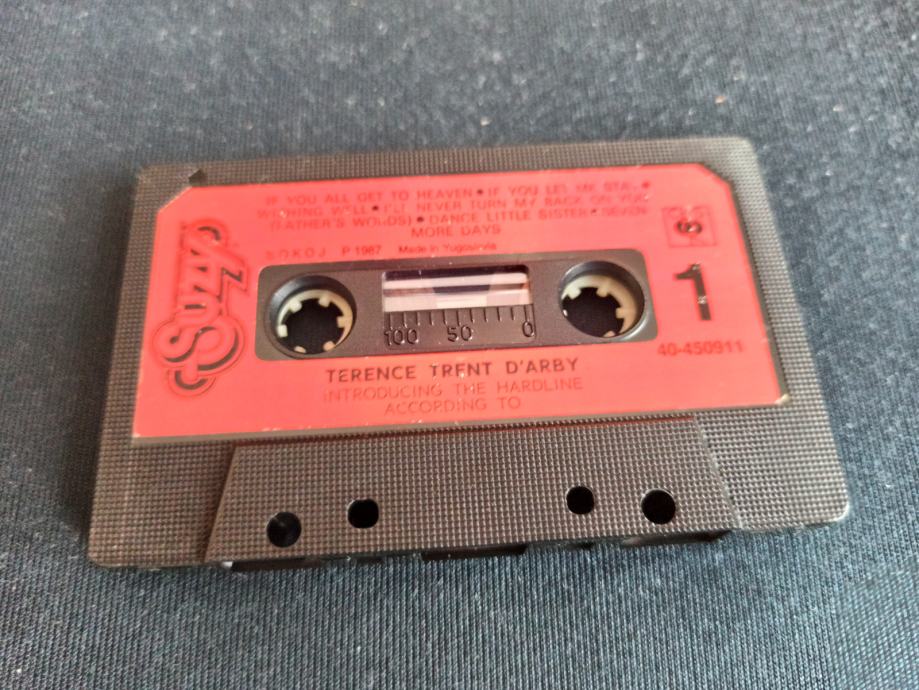 IF YOU ALL GET TO HEAVEN • IF YOU LET ME STAY •
WISHING WELL • I'LL NEVER TURN MY BACK ON YOU
(FATHER'S WORDS) • DANCE LITTLE SISTER • SEVEN
MORE DAYS
SOKOJ P 1987 Made in Yugoslavia
Suzy
1
100 50 0
40-450911
TERENCE TRENT D'ARBY
INTRODUCING THE HARDLINE
ACCORDING TO